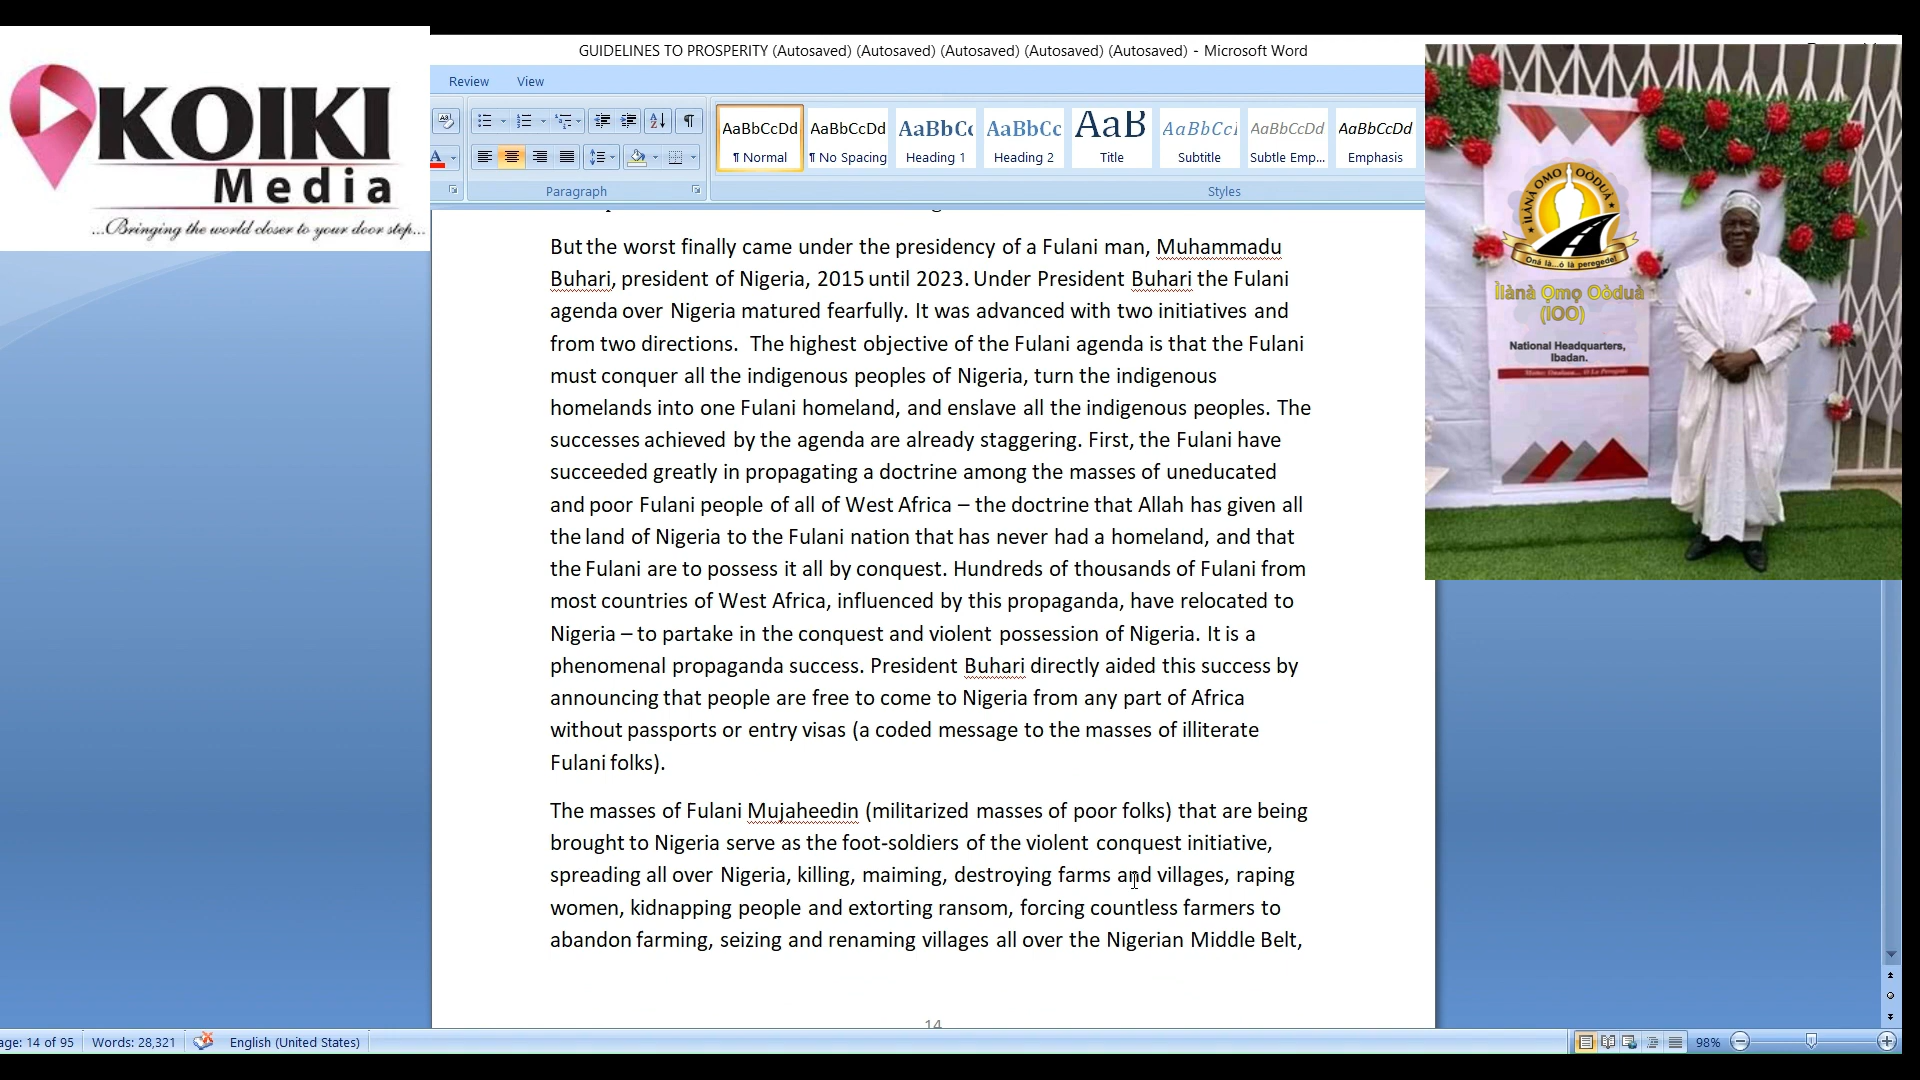 KOIKI
Media
...Bringing the world closer to your door step...
GUIDELINES TO PROSPERITY (Autosaved) (Autosaved) (Autosaved) (Autosaved) (Autosaved) - Microsoft Word
Review View
Paragraph
AaBbCcDd AaBbCcDd AaBbCc AaBbCc AaB AaBbCcl AaBbCcDd AaBbCcDd
¶ Normal ¶ No Spacing Heading 1 Heading 2 Title Subtitle Subtle Emp... Emphasis
Styles
But the worst finally came under the presidency of a Fulani man, Muhammadu
Buhari, president of Nigeria, 2015 until 2023. Under President Buhari the Fulani
agenda over Nigeria matured fearfully. It was advanced with two initiatives and
from two directions.  The highest objective of the Fulani agenda is that the Fulani
must conquer all the indigenous peoples of Nigeria, turn the indigenous
homelands into one Fulani homeland, and enslave all the indigenous peoples. The
successes achieved by the agenda are already staggering. First, the Fulani have
succeeded greatly in propagating a doctrine among the masses of uneducated
and poor Fulani people of all of West Africa – the doctrine that Allah has given all
the land of Nigeria to the Fulani nation that has never had a homeland, and that
the Fulani are to possess it all by conquest. Hundreds of thousands of Fulani from
most countries of West Africa, influenced by this propaganda, have relocated to
Nigeria – to partake in the conquest and violent possession of Nigeria. It is a
phenomenal propaganda success. President Buhari directly aided this success by
announcing that people are free to come to Nigeria from any part of Africa
without passports or entry visas (a coded message to the masses of illiterate
Fulani folks).
The masses of Fulani Mujaheedin (militarized masses of poor folks) that are being
brought to Nigeria serve as the foot-soldiers of the violent conquest initiative,
spreading all over Nigeria, killing, maiming, destroying farms and villages, raping
women, kidnapping people and extorting ransom, forcing countless farmers to
abandon farming, seizing and renaming villages all over the Nigerian Middle Belt,
14
ÌLÀNÀ OMO OÒDUÀ
Onà là...ó là peregede!
Ìlànà Ọmọ Oòduà
(IOO)
National Headquarters,
Ibadan.
age: 14 of 95 Words: 28,321 English (United States) 98%